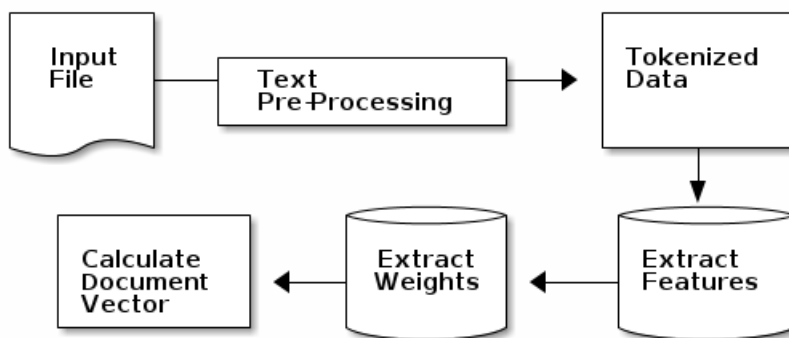 Input
File
Text
Pre-Processing
Tokenized
Data
Extract
Features
Extract
Weights
Calculate
Document
Vector